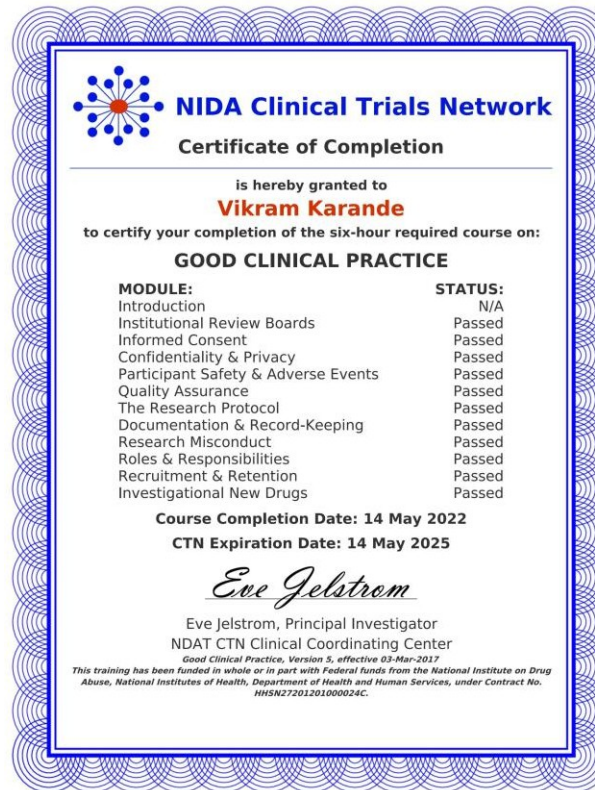 NIDA Clinical Trials Network
Certificate of Completion
is hereby granted to
Vikram Karande
to certify your completion of the six-hour required course on:
GOOD CLINICAL PRACTICE
MODULE: STATUS:
Introduction N/A
Institutional Review Boards Passed
Informed Consent Passed
Confidentiality & Privacy Passed
Participant Safety & Adverse Events Passed
Quality Assurance Passed
The Research Protocol Passed
Documentation & Record-Keeping Passed
Research Misconduct Passed
Roles & Responsibilities Passed
Recruitment & Retention Passed
Investigational New Drugs Passed
Course Completion Date: 14 May 2022
CTN Expiration Date: 14 May 2025
Eve Jelstrom
Eve Jelstrom, Principal Investigator
NDAT CTN Clinical Coordinating Center
Good Clinical Practice, Version 5, effective 03-Mar-2017
This training has been funded in whole or in part with Federal funds from the National Institute on Drug
Abuse, National Institutes of Health, Department of Health and Human Services, under Contract No.
HHSN27201201000024C.